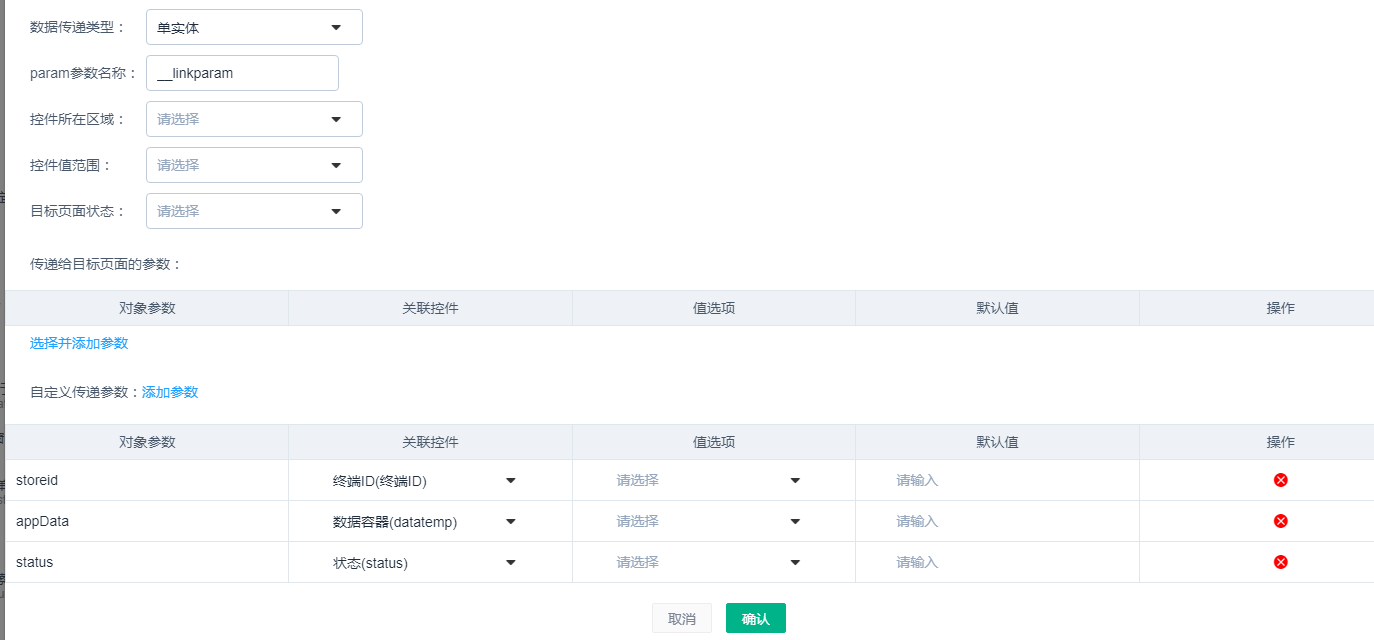 数据传递类型： 单实体
param参数名称： __linkparam
控件所在区域： 请选择
控件值范围： 请选择
目标页面状态： 请选择
传递给目标页面的参数：
对象参数 关联控件 值选项 默认值 操作
选择并添加参数
自定义传递参数：添加参数
对象参数 关联控件 值选项 默认值 操作
storeid 终端ID(终端ID) 请选择 请输入
appData 数据容器(datatemp) 请选择 请输入
status 状态(status) 请选择 请输入
取消 确认